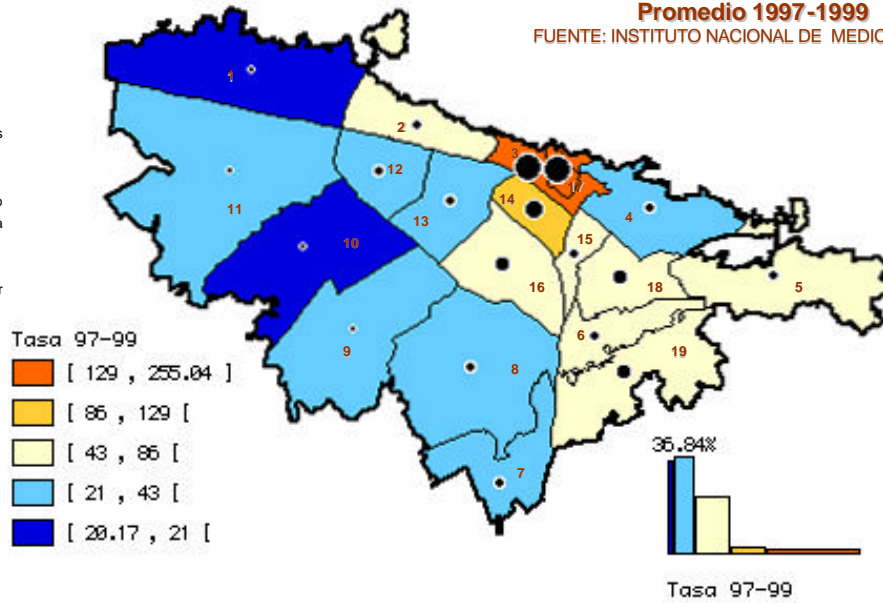 Promedio 1997-1999
FUENTE: INSTITUTO NACIONAL DE MEDIC
s
o
a
r
1
2
3
17
12
11
14
4
13
15
10
16
18
5
6
9
19
8
7
Tasa 97-99
[ 129 , 255.04 ]
[ 86 , 129 [
[ 43 , 86 [
[ 21 , 43 [
[ 20.17 , 21 [
36.84%
Tasa 97-99